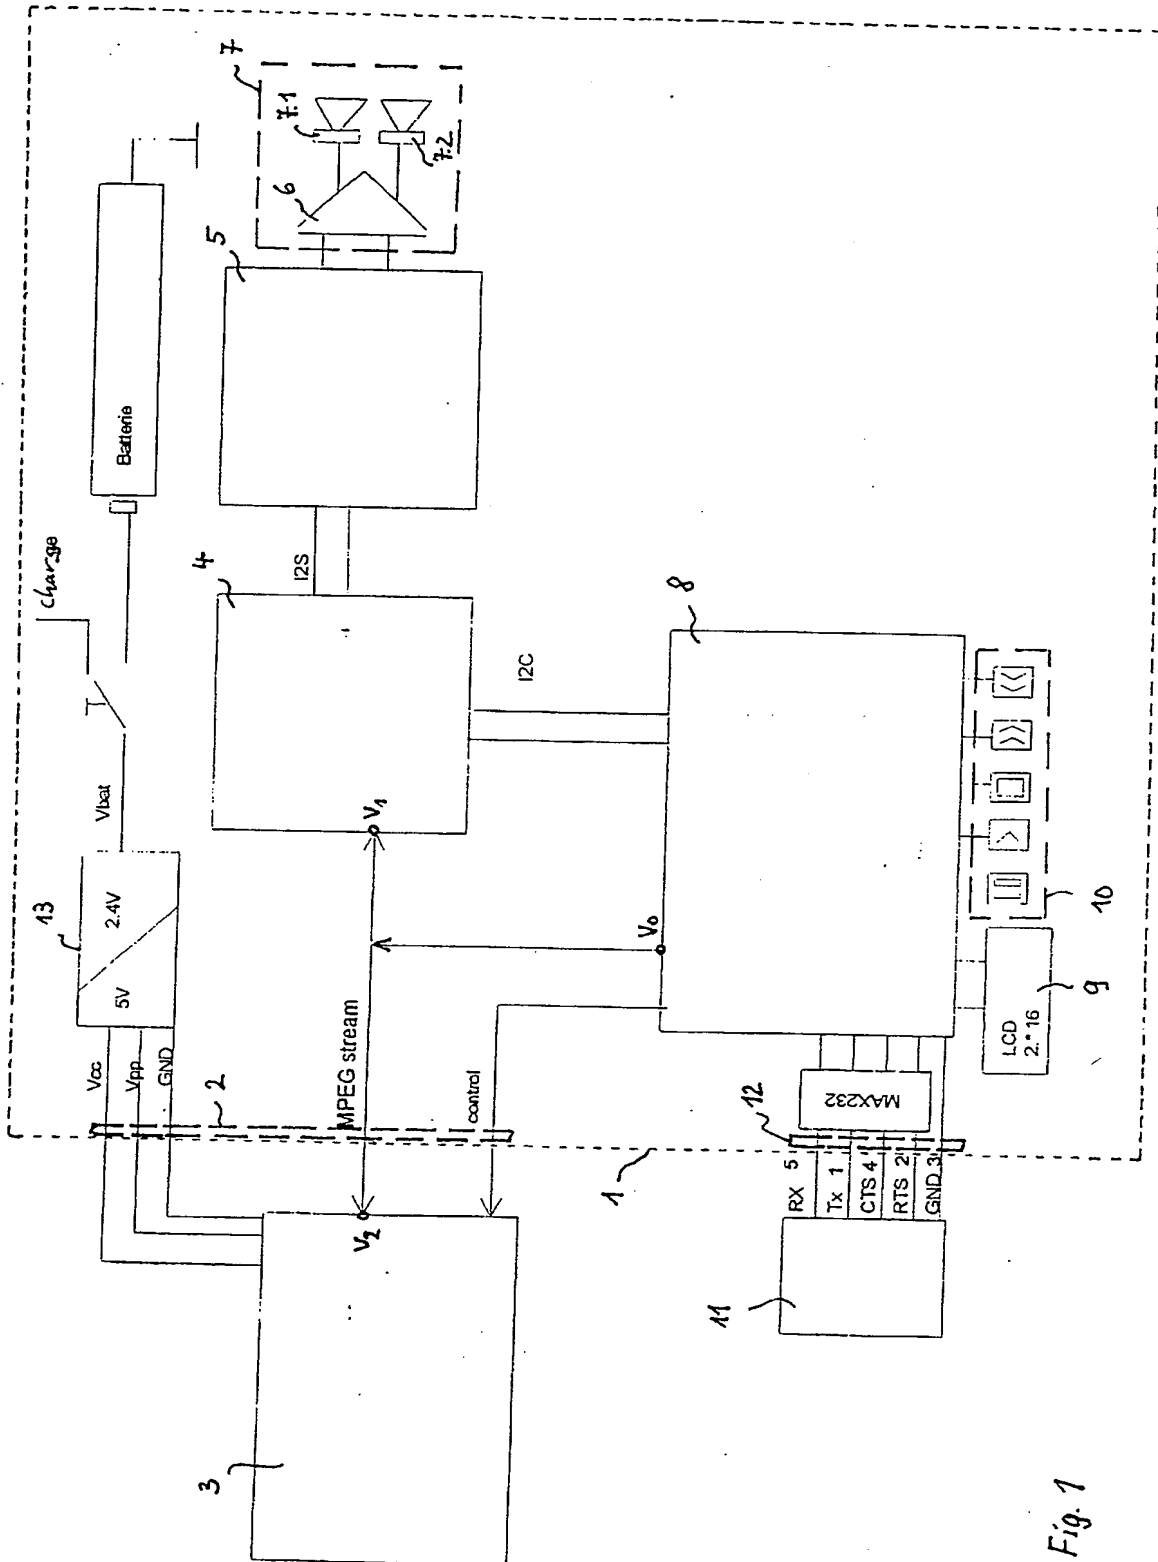 7
7.1
7.2
6
5
Batterie
charge
4
I2S
I2C
8
Vbat
13
2.4V
5V
V1
V0
Vcc
Vpp
GND
2
MPEG stream
control
V2
3
1
12
MAX232
RX 5
Tx 1
CTS 4
RTS 2
GND 3
11
LCD
2.*16
9
10
Fig. 1